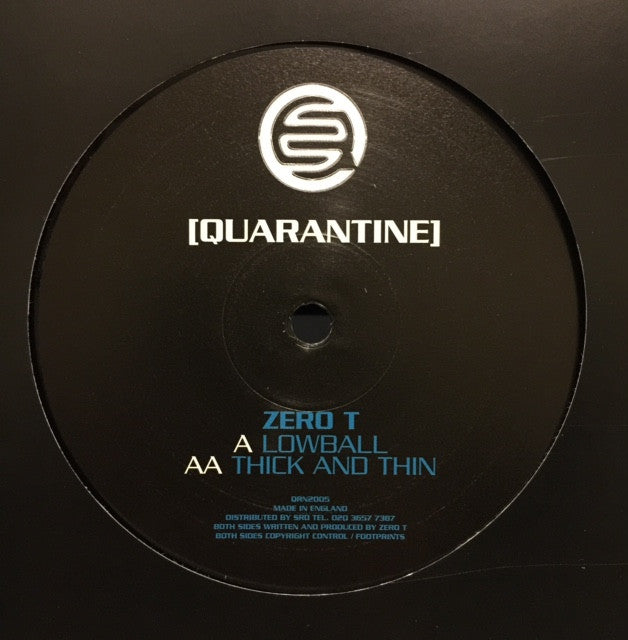 [QUARANTINE]
ZERO T
A LOWBALL
AA THICK AND THIN
QRN2005
MADE IN ENGLAND
DISTRIBUTED BY SRD TEL. 020 3657 7387
BOTH SIDES WRITTEN AND PRODUCED BY ZERO T
BOTH SIDES COPYRIGHT CONTROL / FOOTPRINTS